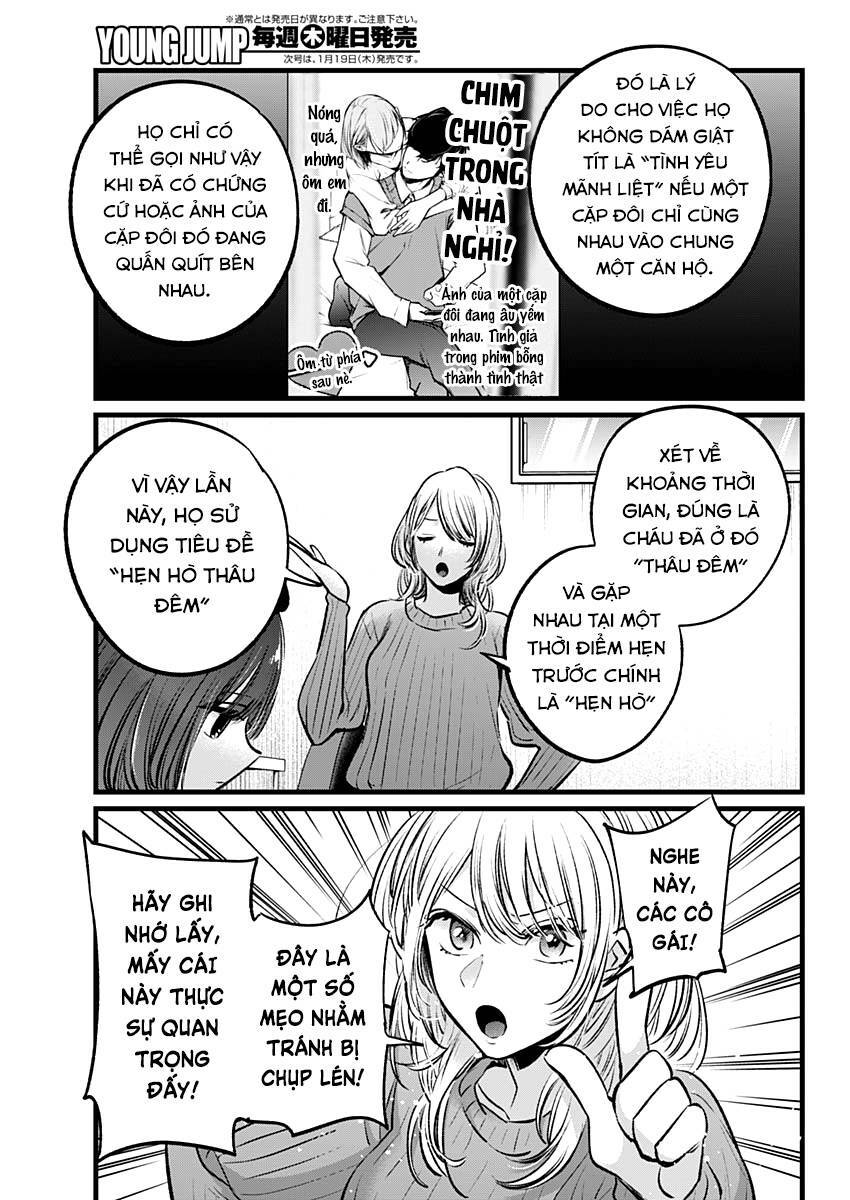 ※通常とは発売日が異なります。ご注意下さい。
YOUNG JUMP 毎週木曜日発売
次号は、1月19日(木)発売です。
ĐÓ LÀ LÝ
DO CHO VIỆC HỌ
KHÔNG DÁM GIẬT
TÍT LÀ "TÌNH YÊU
MÃNH LIỆT" NẾU MỘT
CẶP ĐÔI CHỈ CÙNG
NHAU VÀO CHUNG
MỘT CĂN HỘ.
CHIM
CHUỘT
TRONG
NHÀ
NGHỈ!
Nóng
quá,
nhưng
ôm em
đi.
Ảnh của một cặp
đôi đang âu yếm
nhau. Tình giả
trong phim bỗng
thành tình thật
Ôm từ phía
sau nè.
HỌ CHỈ CÓ
THỂ GỌI NHƯ VẬY
KHI ĐÃ CÓ CHỨNG
CỨ HOẶC ẢNH CỦA
CẶP ĐÔI ĐÓ ĐANG
QUẤN QUÍT BÊN
NHAU.
XÉT VỀ
KHOẢNG THỜI
GIAN, ĐÚNG LÀ
CHÁU ĐÃ Ở ĐÓ
"THÂU ĐÊM"
VÀ GẶP
NHAU TẠI MỘT
THỜI ĐIỂM HẸN
TRƯỚC CHÍNH
LÀ "HẸN HÒ"
VÌ VẬY LẦN
NÀY, HỌ SỬ
DỤNG TIÊU ĐỀ
"HẸN HÒ THÂU
ĐÊM"
NGHE
NÀY,
CÁC CÔ
GÁI!
ĐÂY LÀ
MỘT SỐ
MẸO NHẰM
TRÁNH BỊ
CHỤP LÉN!
HÃY GHI
NHỚ LẤY,
MẤY CÁI
NÀY THỰC
SỰ QUAN
TRỌNG
ĐẤY!